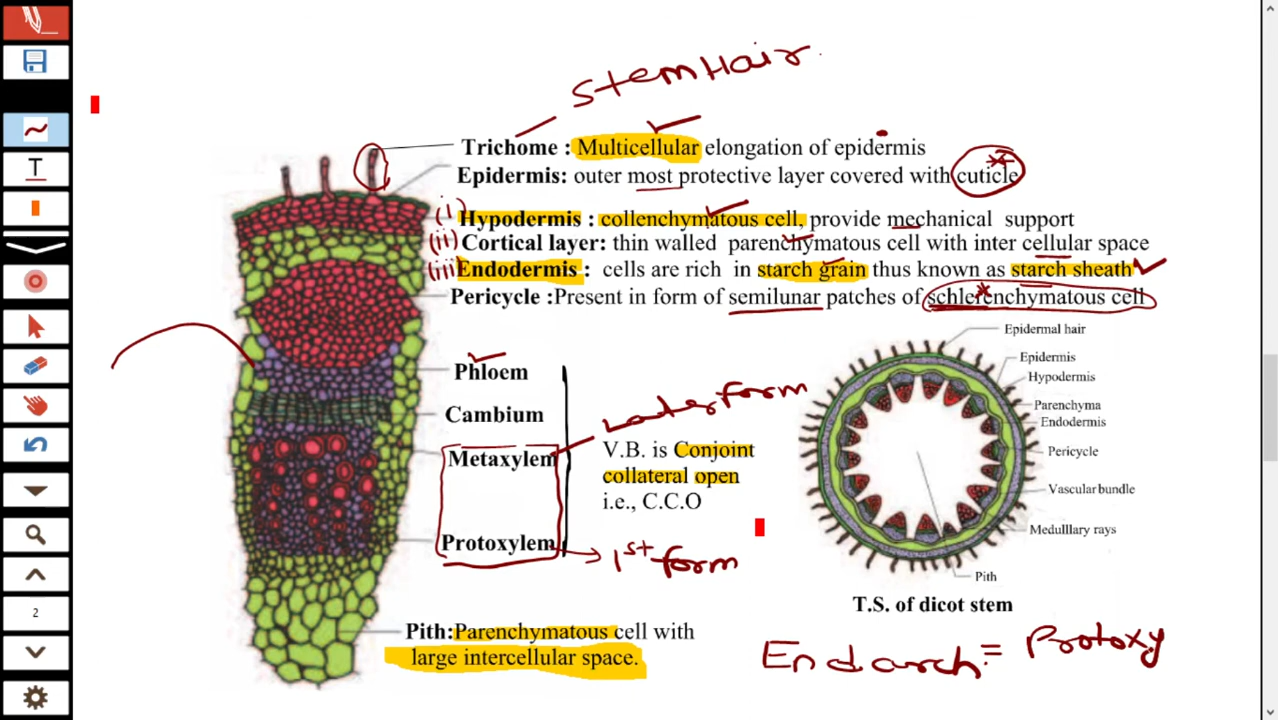 StemHair
Trichome : Multicellular elongation of epidermis
Epidermis: outer most protective layer covered with cuticle
(i) Hypodermis : collenchymatous cell, provide mechanical support
(ii) Cortical layer: thin walled parenchymatous cell with inter cellular space
(iii) Endodermis : cells are rich in starch grain thus known as starch sheath
Pericycle :Present in form of semilunar patches of schlerenchymatous cell
Phloem
Cambium
Metaxylem
Protoxylem
Later form
V.B. is Conjoint
collateral open
i.e., C.C.O
1st form
Pith:Parenchymatous cell with
large intercellular space.
Epidermal hair
Epidermis
Hypodermis
Parenchyma
Endodermis
Pericycle
Vascular bundle
Medulllary rays
Pith
T.S. of dicot stem
Endarch = Protoxy
T
2